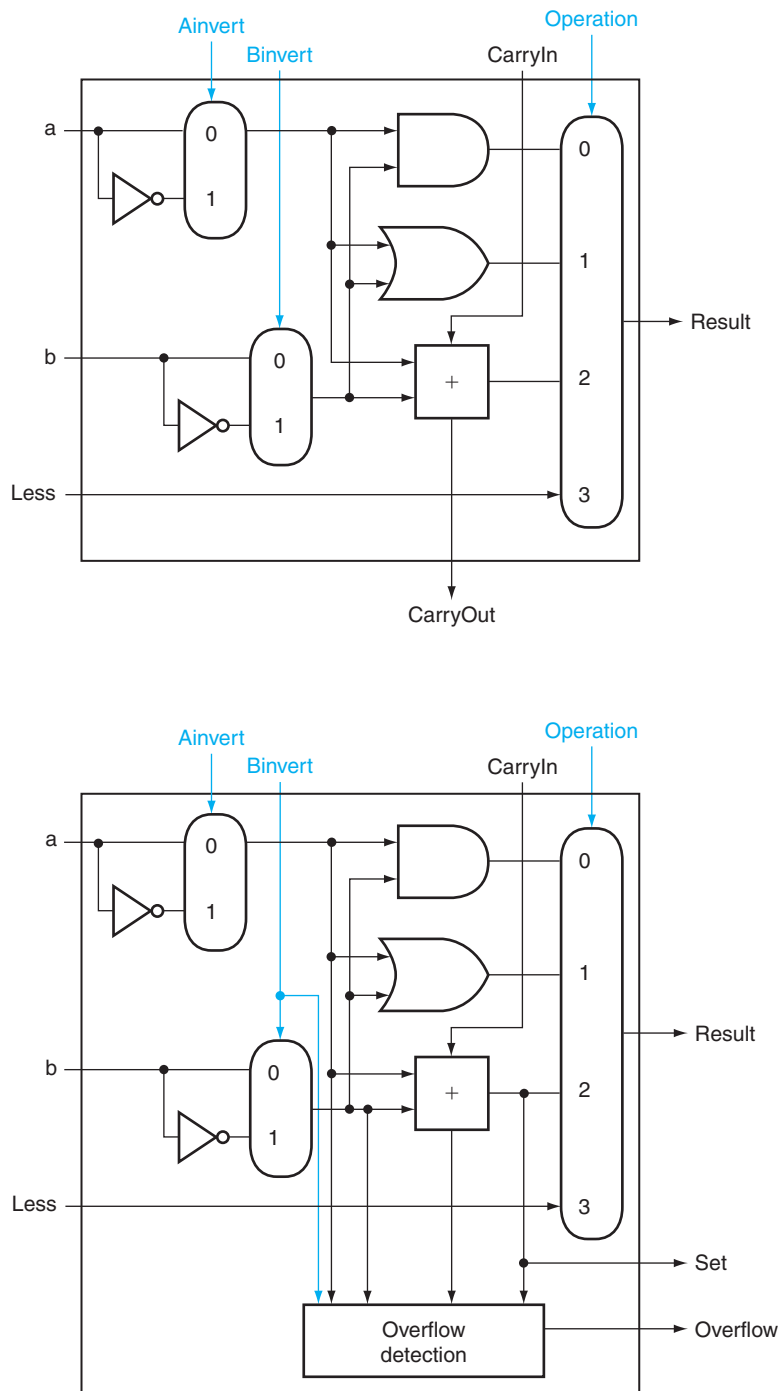 Ainvert
Operation
Binvert
CarryIn
a
0
1
0
1
b
0
1
+
2
Result
Less
3
CarryOut
Ainvert
Operation
Binvert
CarryIn
a
0
1
0
1
b
0
1
+
2
Result
Less
3
Set
Overflow
detection
Overflow